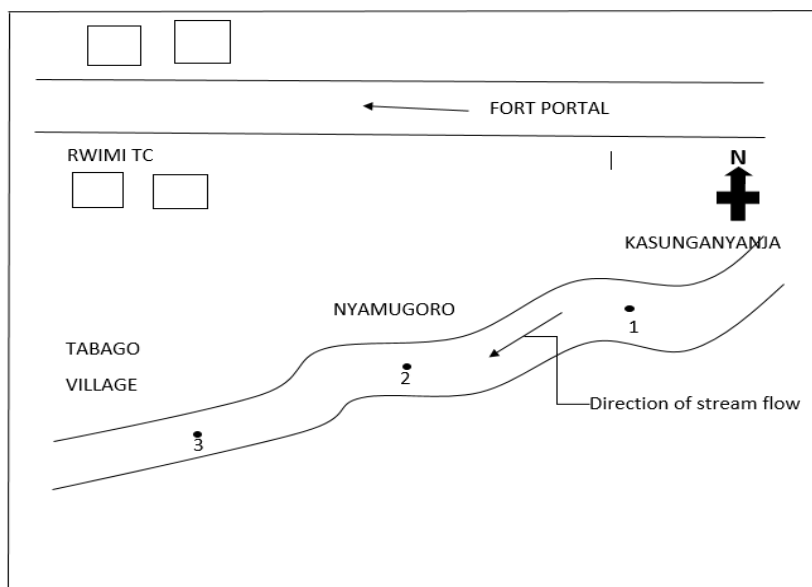 FORT PORTAL
RWIMI TC
N
KASUNGANYANJA
NYAMUGORO
1
TABAGO
VILLAGE
2
Direction of stream flow
3